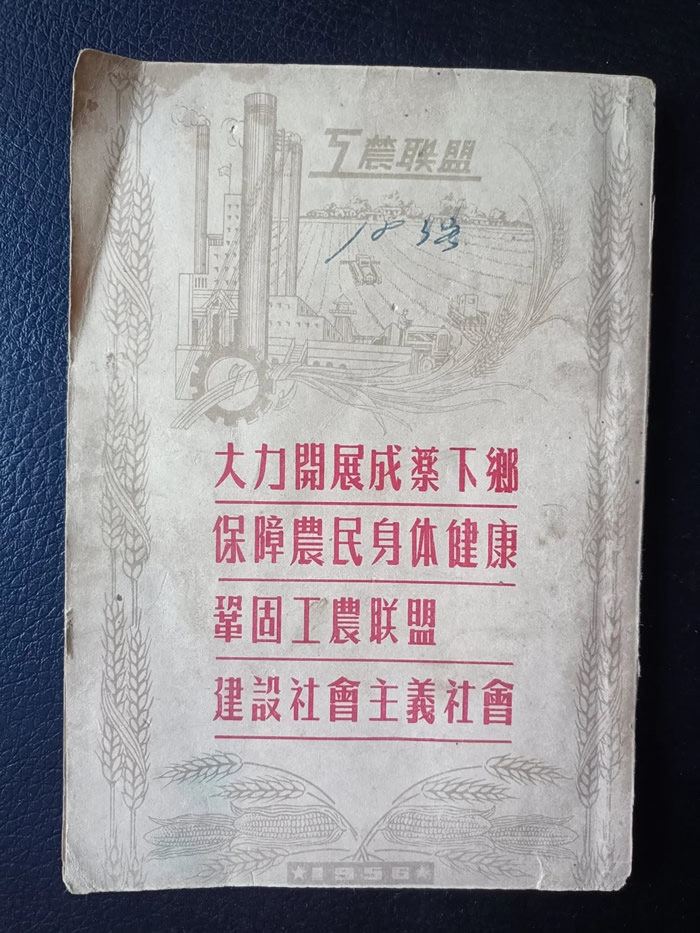 工農联盟
大力開展成薬下鄉
保障農民身体健康
鞏固工農联盟
建設社會主義社會
★1956★